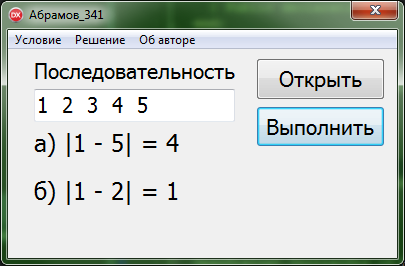 Абрамов_341
Условие Решение Об авторе
Последовательность
Открыть
1 2 3 4 5
Выполнить
а) |1 - 5| = 4
б) |1 - 2| = 1